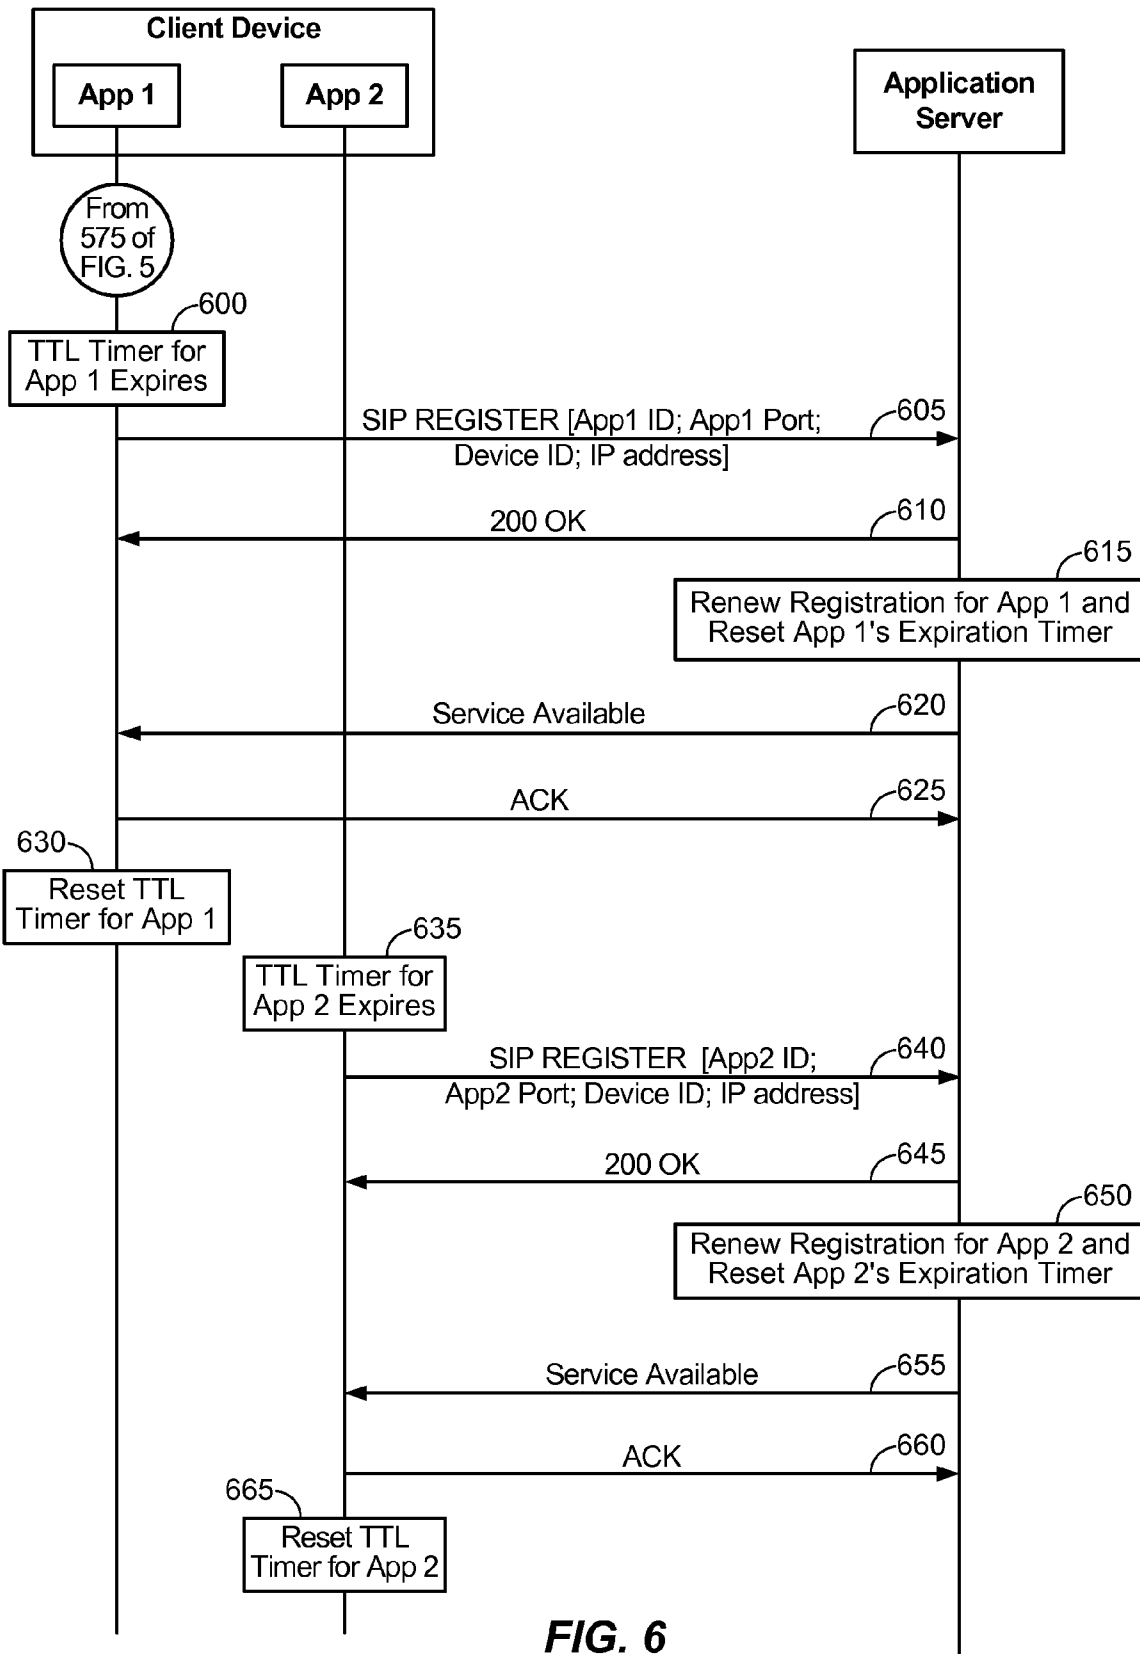 Client Device
App 1
App 2
Application
Server
From
575 of
FIG. 5
600
TTL Timer for
App 1 Expires
SIP REGISTER [App1 ID; App1 Port;
605
Device ID; IP address]
200 OK
610
615
Renew Registration for App 1 and
Reset App 1's Expiration Timer
Service Available
620
ACK
625
630
Reset TTL
Timer for App 1
635
TTL Timer for
App 2 Expires
SIP REGISTER [App2 ID;
640
App2 Port; Device ID; IP address]
200 OK
645
650
Renew Registration for App 2 and
Reset App 2's Expiration Timer
Service Available
655
ACK
660
665
Reset TTL
Timer for App 2
FIG. 6